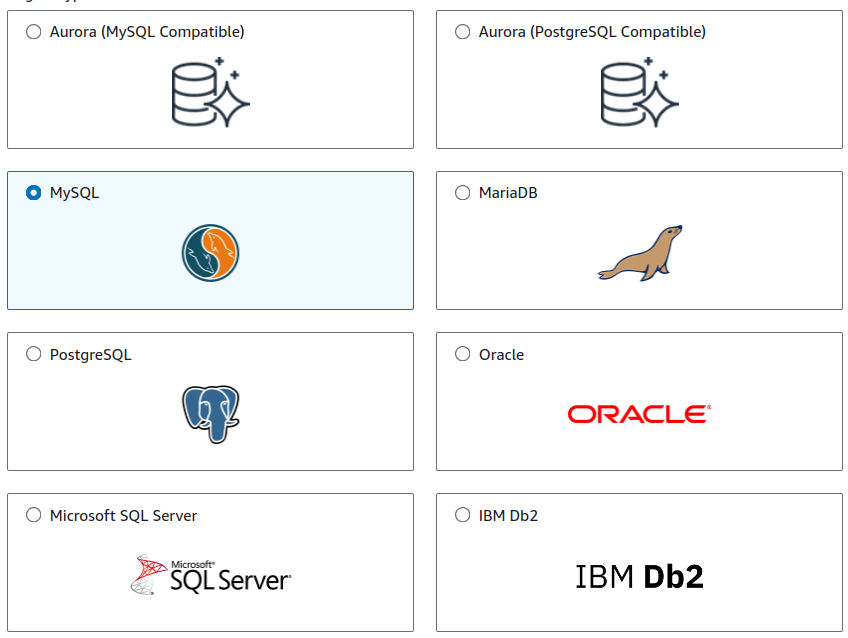 Aurora (MySQL Compatible)
Aurora (PostgreSQL Compatible)
MySQL
MariaDB
PostgreSQL
Oracle
ORACLE
Microsoft SQL Server
Microsoft®
SQL Server
IBM Db2
IBM Db2